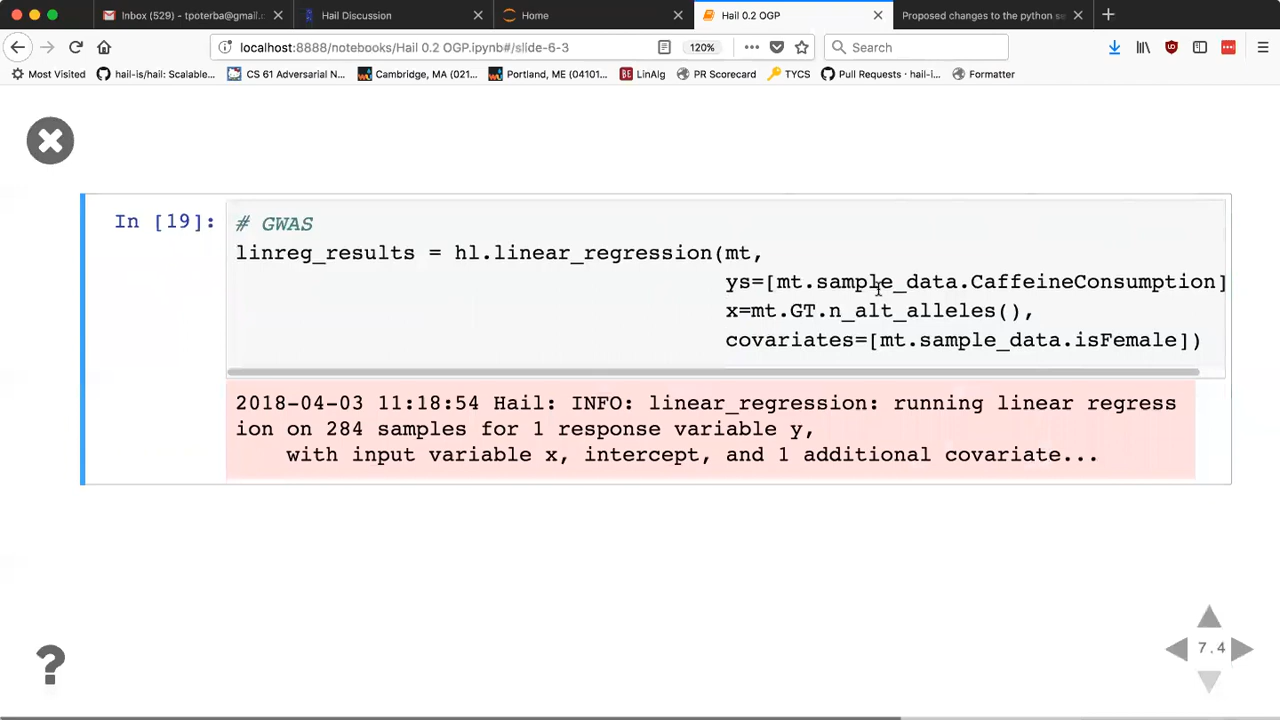 Inbox (529) - tpoterba@gmail.c
Hail Discussion
Home
Hail 0.2 OGP
Proposed changes to the python se
localhost:8888/notebooks/Hail 0.2 OGP.ipynb#/slide-6-3
120%
Search
Most Visited
hail-is/hail: Scalable...
CS 61 Adversarial N...
Cambridge, MA (021...
Portland, ME (04101...
BE LinAlg
PR Scorecard
TYCS
Pull Requests · hail-i...
Formatter
In [19]:
# GWAS
linreg_results = hl.linear_regression(mt,
ys=[mt.sample_data.CaffeineConsumption]
x=mt.GT.n_alt_alleles(),
covariates=[mt.sample_data.isFemale])
2018-04-03 11:18:54 Hail: INFO: linear_regression: running linear regress
ion on 284 samples for 1 response variable y,
with input variable x, intercept, and 1 additional covariate...
?
7.4